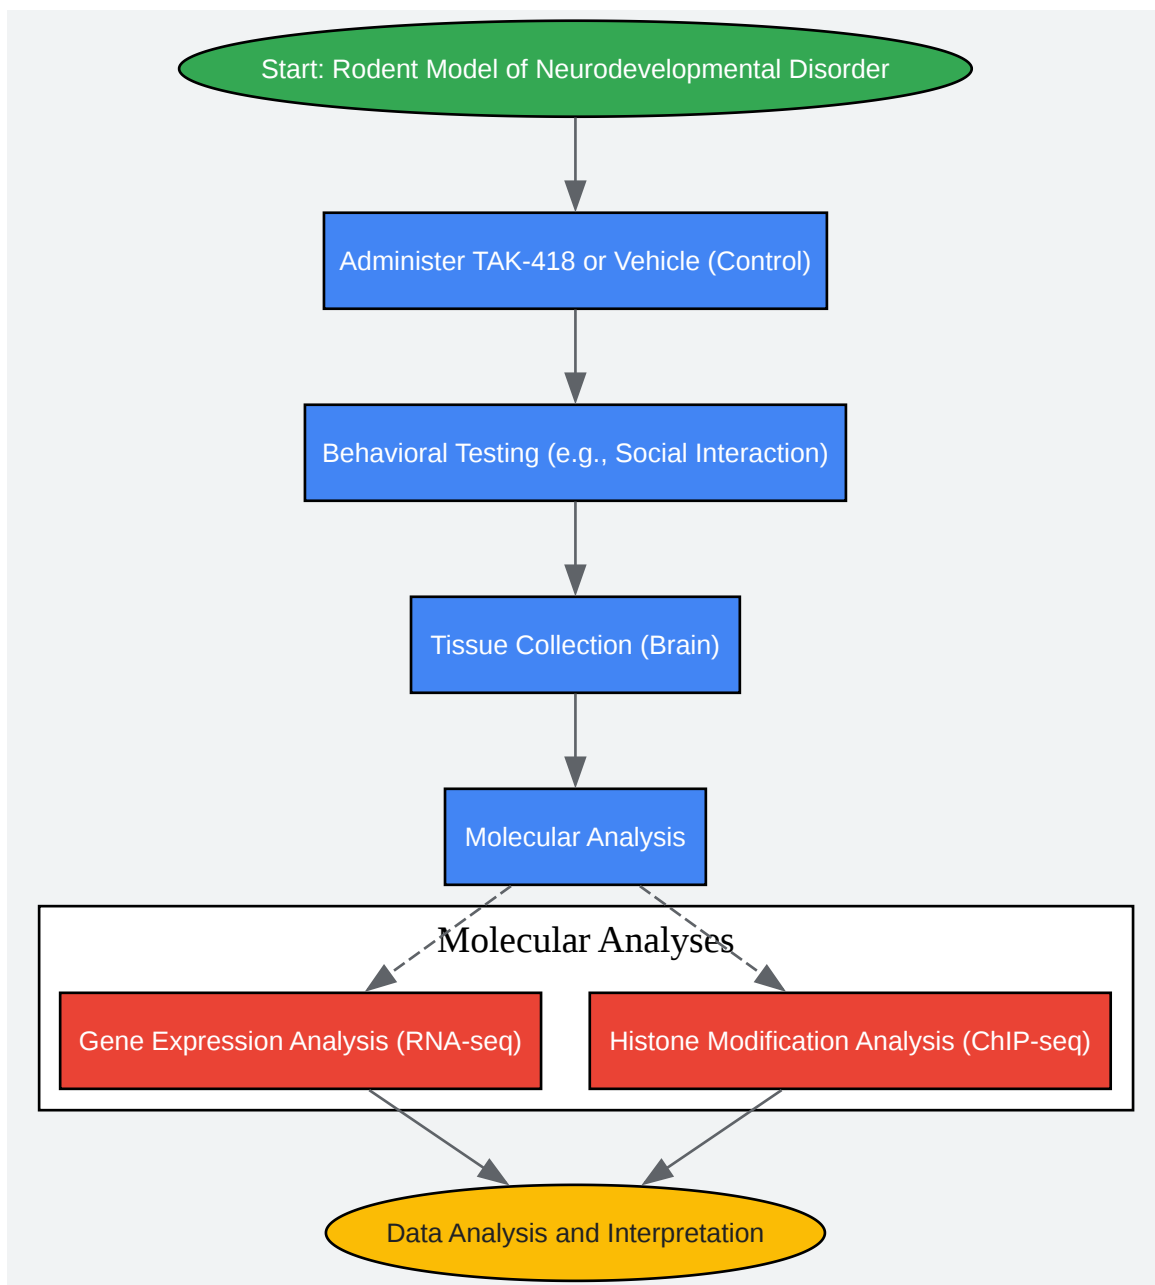 Start: Rodent Model of Neurodevelopmental Disorder
Administer TAK-418 or Vehicle (Control)
Behavioral Testing (e.g., Social Interaction)
Tissue Collection (Brain)
Molecular Analysis
Molecular Analyses
Gene Expression Analysis (RNA-seq)
Histone Modification Analysis (ChIP-seq)
Data Analysis and Interpretation